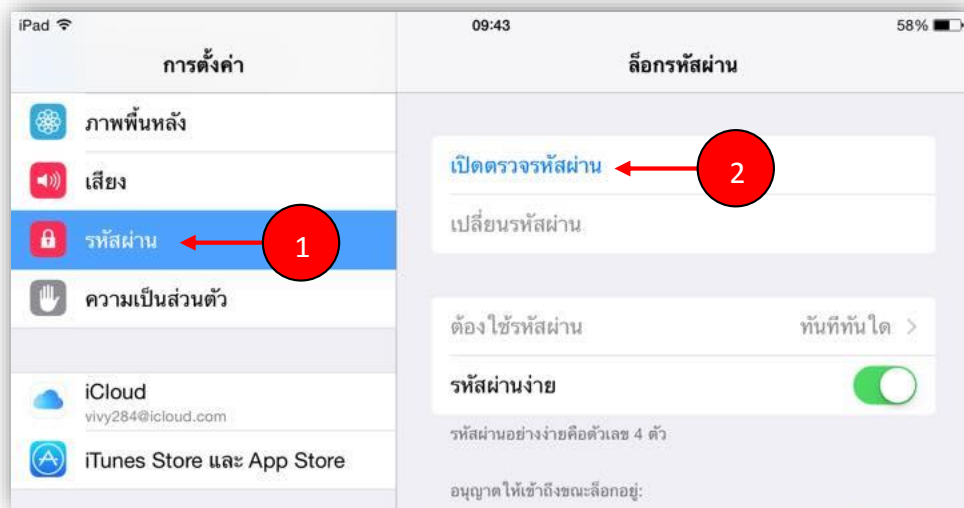 iPad 09:43 58%
การตั้งค่า
ภาพพื้นหลัง
เสียง
รหัสผ่าน 1
ความเป็นส่วนตัว
iCloud
vivy284@icloud.com
iTunes Store และ App Store
ล็อกรหัสผ่าน
เปิดตรวจรหัสผ่าน 2
เปลี่ยนรหัสผ่าน
ต้องใช้รหัสผ่าน ทันทีทันใด
รหัสผ่านง่าย
รหัสผ่านอย่างง่ายคือตัวเลข 4 ตัว
อนุญาตให้เข้าถึงขณะล็อกอยู่: